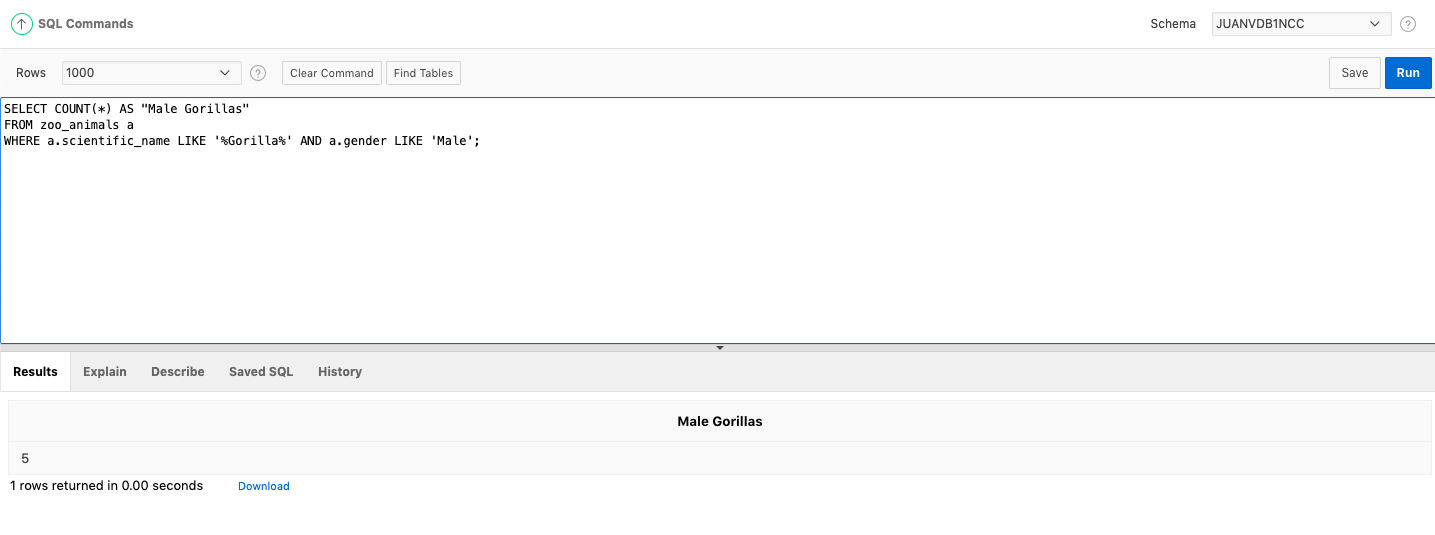 SQL Commands
Schema JUANVDB1NCC ?
Rows 1000 ? Clear Command Find Tables Save Run
SELECT COUNT(*) AS "Male Gorillas"
FROM zoo_animals a
WHERE a.scientific_name LIKE '%Gorilla%' AND a.gender LIKE 'Male';
Results Explain Describe Saved SQL History
Male Gorillas
5
1 rows returned in 0.00 seconds Download